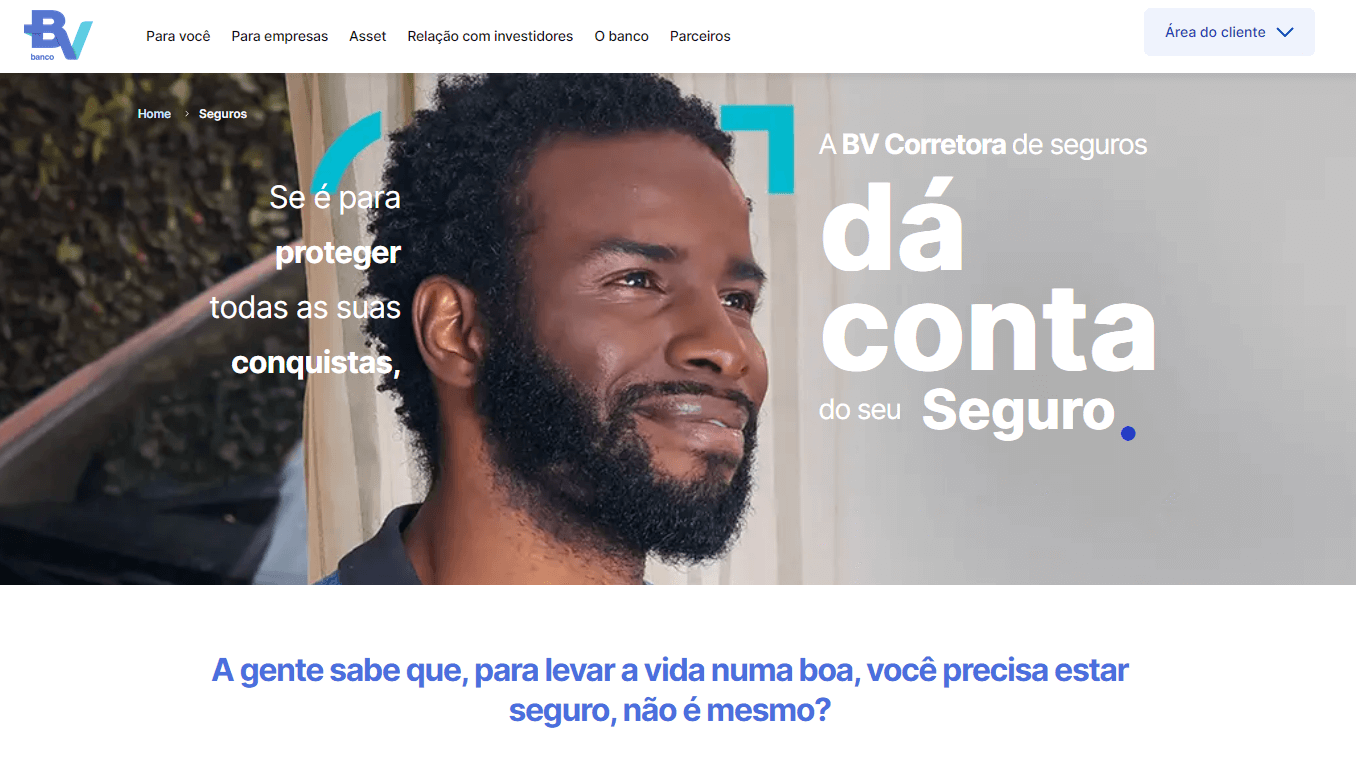 BV
banco
Para você
Para empresas
Asset
Relação com investidores
O banco
Parceiros
Área do cliente
Home > Seguros
Se é para
proteger
todas as suas
conquistas,
A BV Corretora de seguros
dá
conta
do seu Seguro.
A gente sabe que, para levar a vida numa boa, você precisa estar
seguro, não é mesmo?